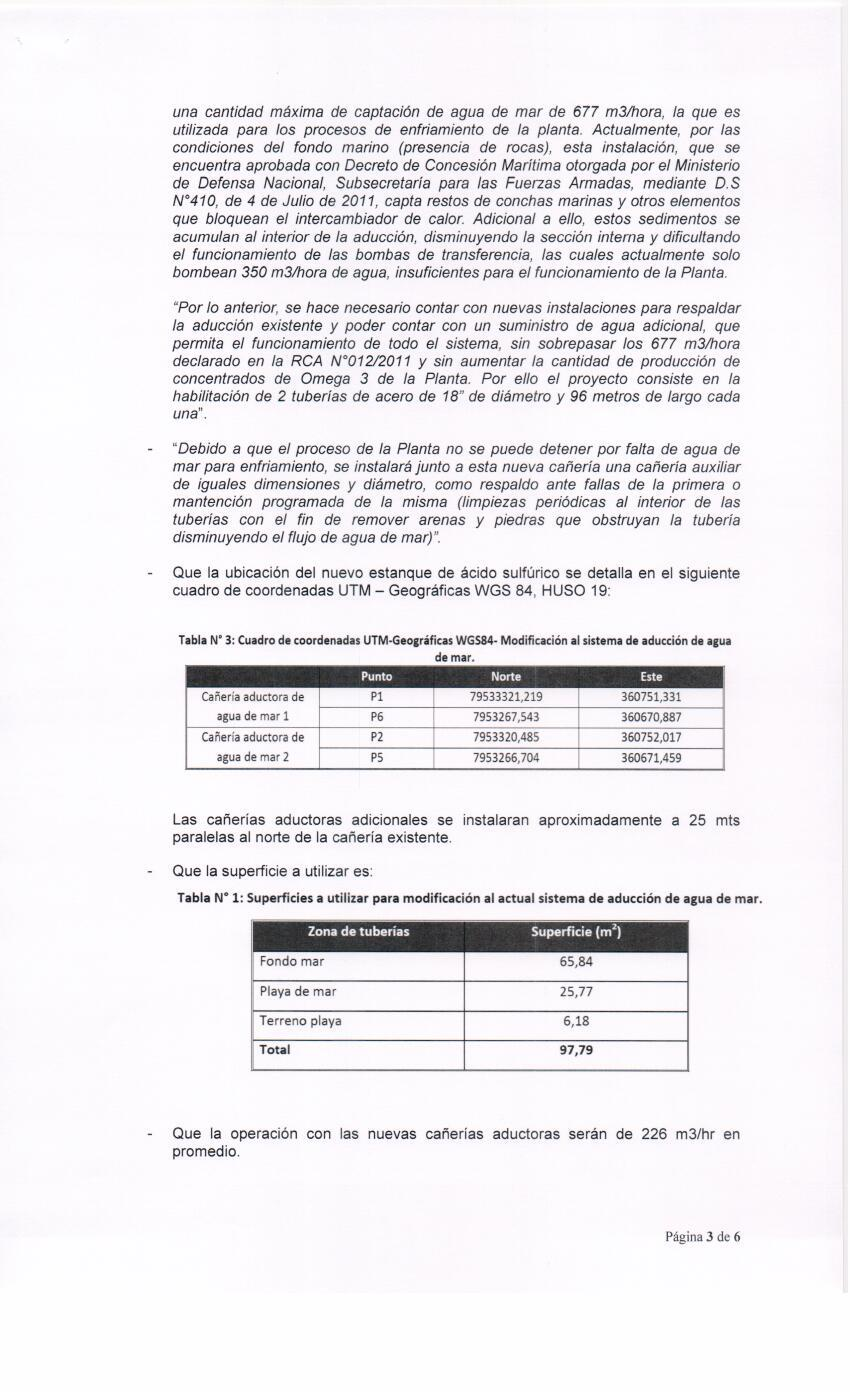 una cantidad máxima de captación de agua de mar de 677 m3/hora, la que es
utilizada para los procesos de enfriamiento de la planta. Actualmente, por las
condiciones del fondo marino (presencia de rocas), esta instalación, que se
encuentra aprobada con Decreto de Concesión Marítima otorgada por el Ministerio
de Defensa Nacional, Subsecretaría para las Fuerzas Armadas, mediante D.S
N°410, de 4 de Julio de 2011, capta restos de conchas marinas y otros elementos
que bloquean el intercambiador de calor. Adicional a ello, estos sedimentos se
acumulan al interior de la aducción, disminuyendo la sección interna y dificultando
el funcionamiento de las bombas de transferencia, las cuales actualmente solo
bombean 350 m3/hora de agua, insuficientes para el funcionamiento de la Planta.
"Por lo anterior, se hace necesario contar con nuevas instalaciones para respaldar
la aducción existente y poder contar con un suministro de agua adicional, que
permita el funcionamiento de todo el sistema, sin sobrepasar los 677 m3/hora
declarado en la RCA N°012/2011 y sin aumentar la cantidad de producción de
concentrados de Omega 3 de la Planta. Por ello el proyecto consiste en la
habilitación de 2 tuberías de acero de 18" de diámetro y 96 metros de largo cada
una".
- "Debido a que el proceso de la Planta no se puede detener por falta de agua de
mar para enfriamiento, se instalará junto a esta nueva cañería una cañería auxiliar
de iguales dimensiones y diámetro, como respaldo ante fallas de la primera o
mantención programada de la misma (limpiezas periódicas al interior de las
tuberías con el fin de remover arenas y piedras que obstruyan la tubería
disminuyendo el flujo de agua de mar)".
- Que la ubicación del nuevo estanque de ácido sulfúrico se detalla en el siguiente
cuadro de coordenadas UTM – Geográficas WGS 84, HUSO 19:
Tabla N° 3: Cuadro de coordenadas UTM-Geográficas WGS84- Modificación al sistema de aducción de agua
de mar.
Punto Norte Este
Cañería aductora de P1 79533321,219 360751,331
agua de mar 1 P6 7953267,543 360670,887
Cañería aductora de P2 7953320,485 360752,017
agua de mar 2 P5 7953266,704 360671,459
Las cañerías aductoras adicionales se instalaran aproximadamente a 25 mts
paralelas al norte de la cañería existente.
- Que la superficie a utilizar es:
Tabla N° 1: Superficies a utilizar para modificación al actual sistema de aducción de agua de mar.
Zona de tuberías Superficie (m²)
Fondo mar 65,84
Playa de mar 25,77
Terreno playa 6,18
Total 97,79
- Que la operación con las nuevas cañerías aductoras serán de 226 m3/hr en
promedio.
Página 3 de 6